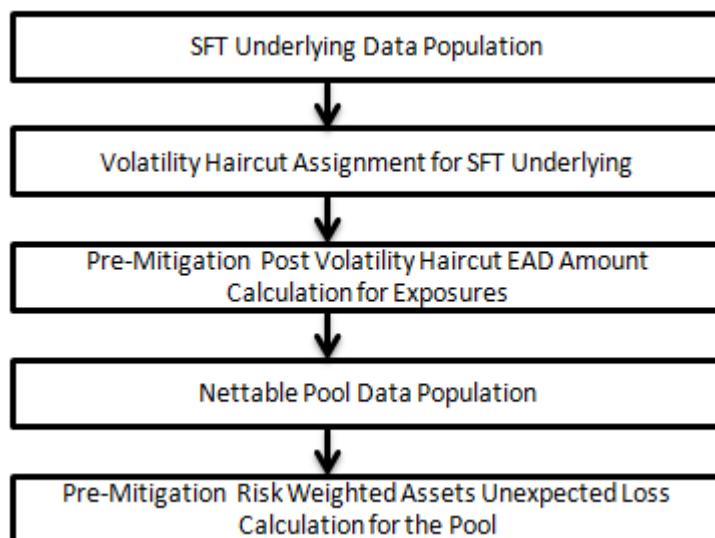 SFT Underlying Data Population
Volatility Haircut Assignment for SFT Underlying
Pre-Mitigation Post Volatility Haircut EAD Amount
Calculation for Exposures
Nettable Pool Data Population
Pre-Mitigation Risk Weighted Assets Unexpected Loss
Calculation for the Pool